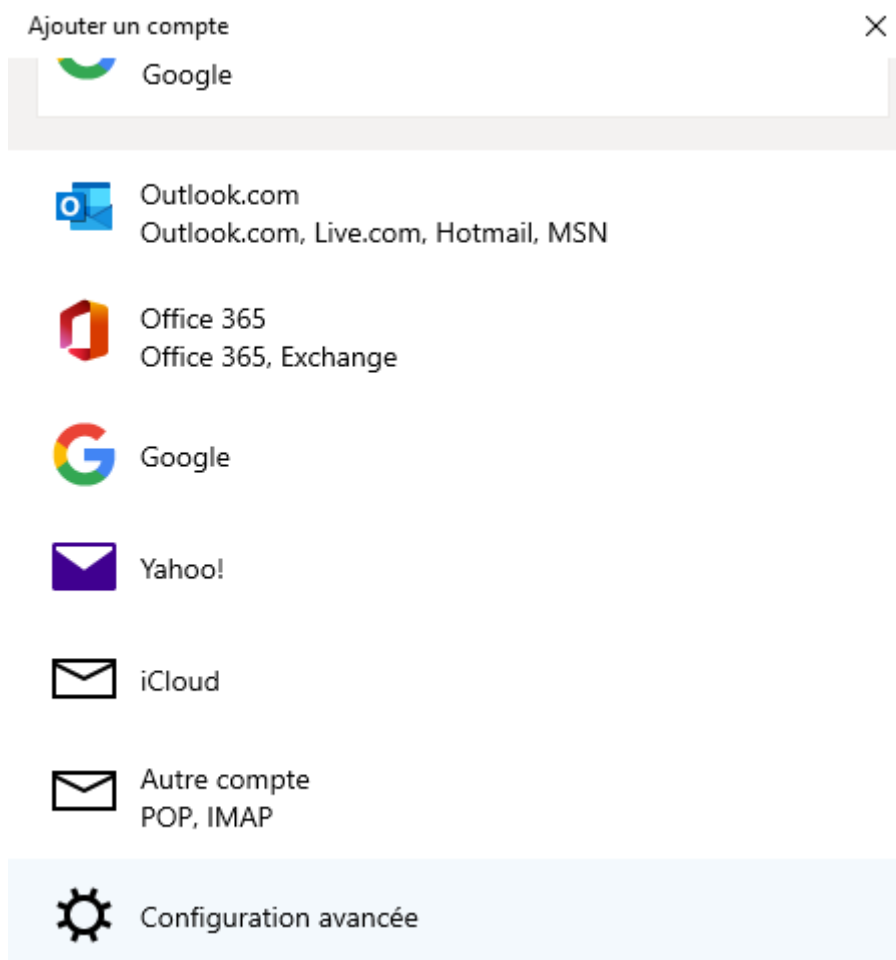 Ajouter un compte
Google
Outlook.com
Outlook.com, Live.com, Hotmail, MSN
Office 365
Office 365, Exchange
Google
Yahoo!
iCloud
Autre compte
POP, IMAP
Configuration avancée